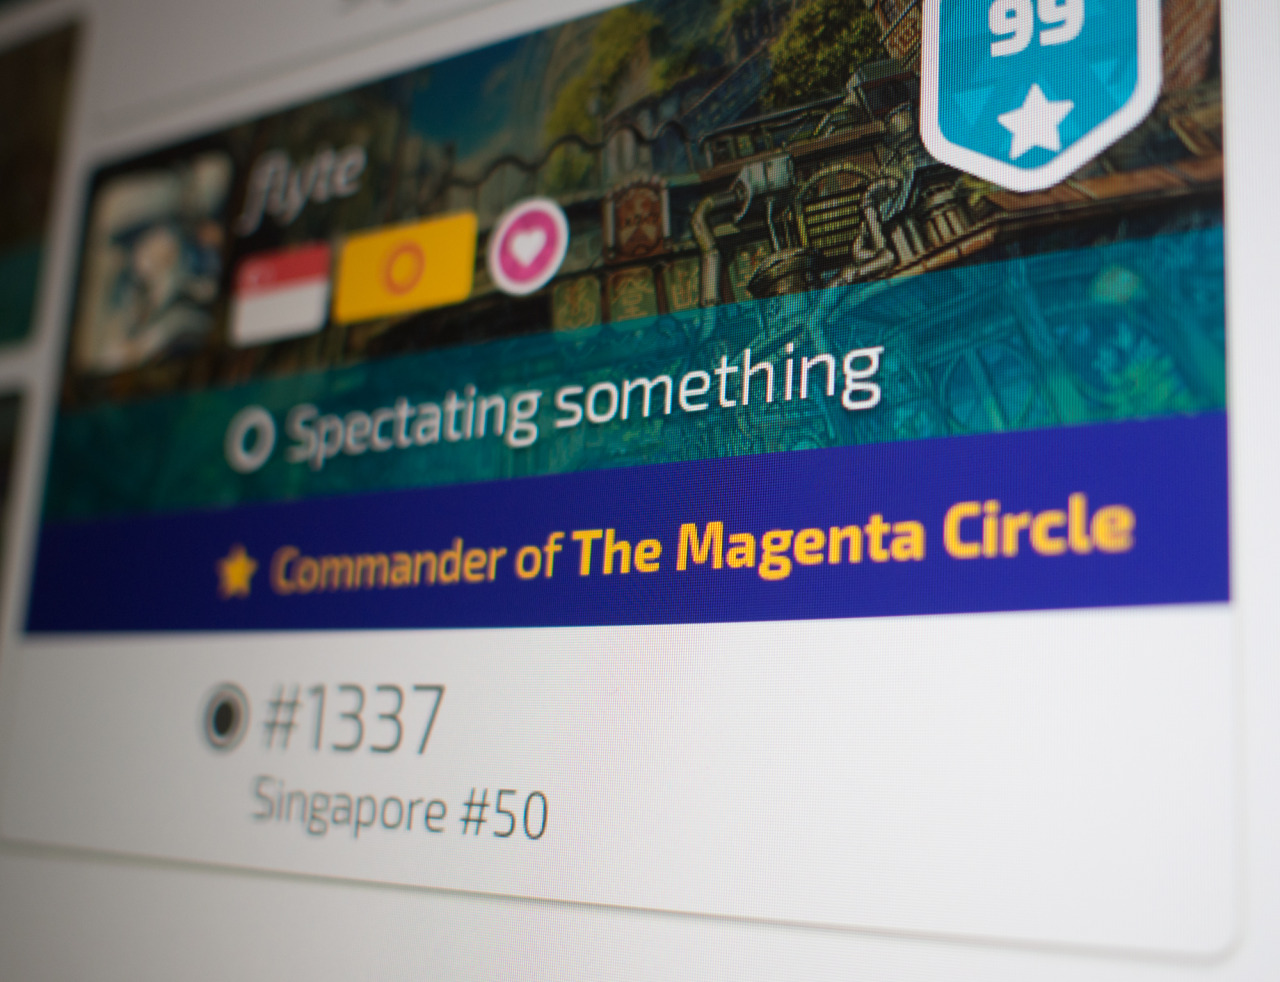 99
flyte
Spectating something
Commander of The Magenta Circle
#1337
Singapore #50